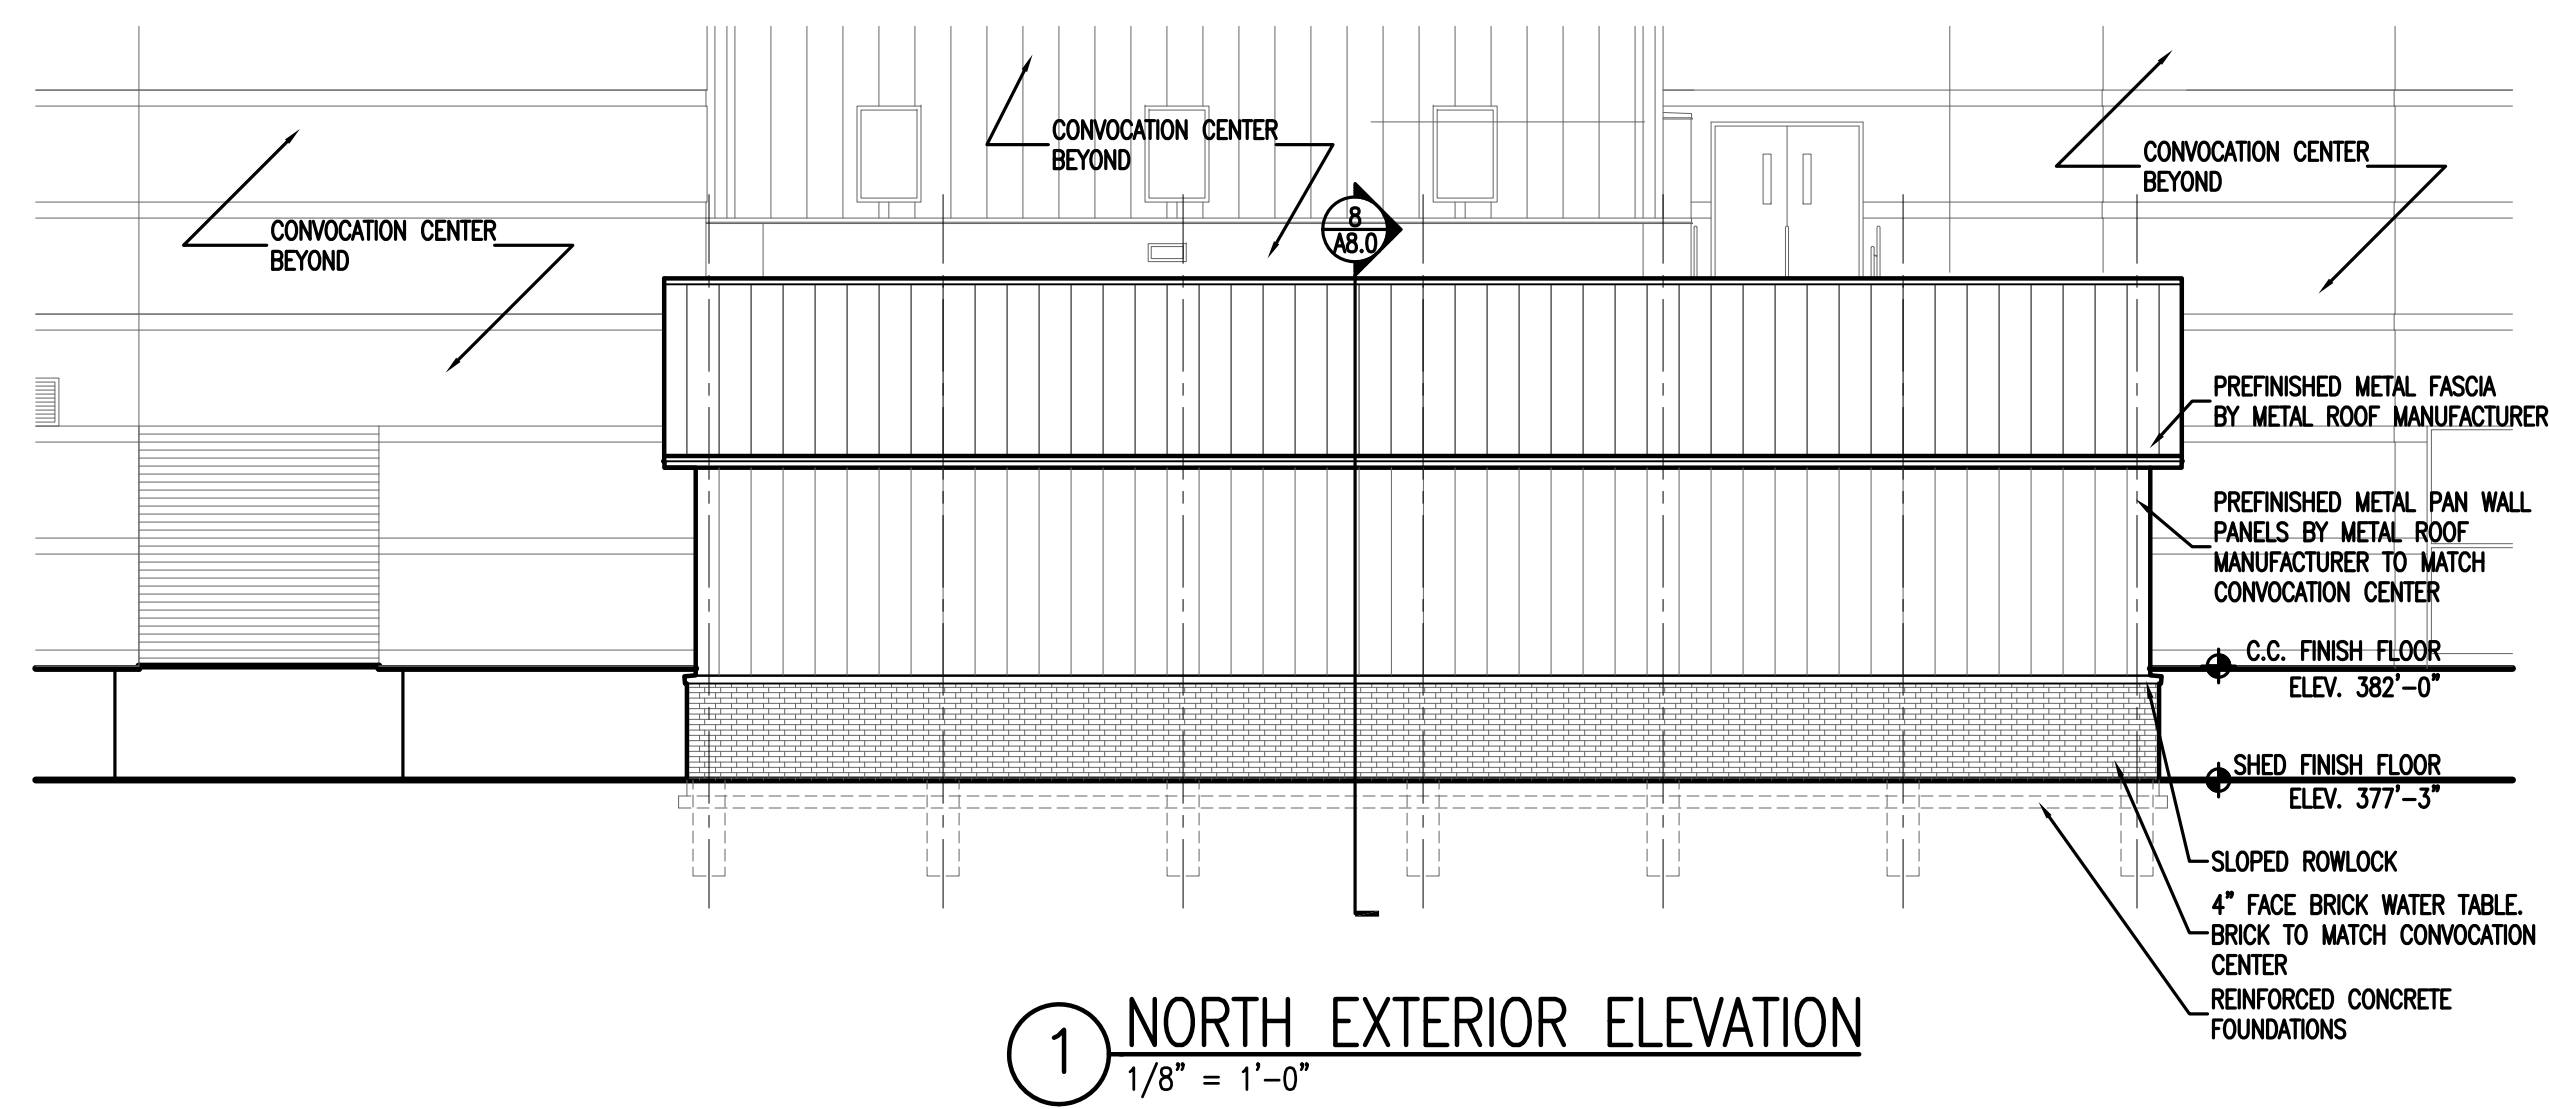 CONVOCATION CENTER
BEYOND
CONVOCATION CENTER
BEYOND
CONVOCATION CENTER
BEYOND
8
A8.0
PREFINISHED METAL FASCIA
BY METAL ROOF MANUFACTURER
PREFINISHED METAL PAN WALL
PANELS BY METAL ROOF
MANUFACTURER TO MATCH
CONVOCATION CENTER
C.C. FINISH FLOOR
ELEV. 382'-0"
SHED FINISH FLOOR
ELEV. 377'-3"
SLOPED ROWLOCK
4" FACE BRICK WATER TABLE.
BRICK TO MATCH CONVOCATION
CENTER
REINFORCED CONCRETE
FOUNDATIONS
1
NORTH EXTERIOR ELEVATION
1/8" = 1'-0"